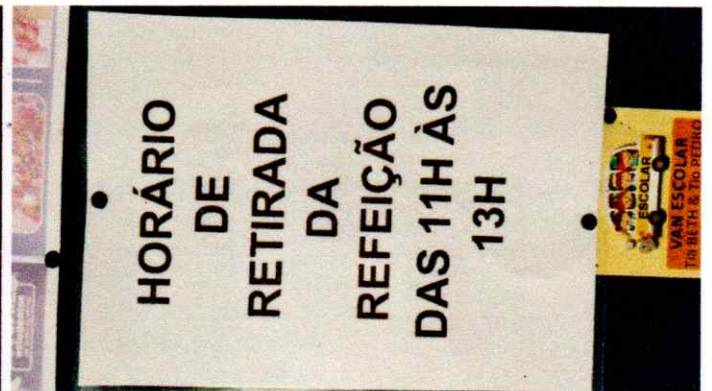 HORÁRIO
DE
RETIRADA
DA
REFEIÇÃO
DAS 11H ÀS
13H
ESCOLAR
VAN ESCOLAR
Tia BETH & Tio PEDRO